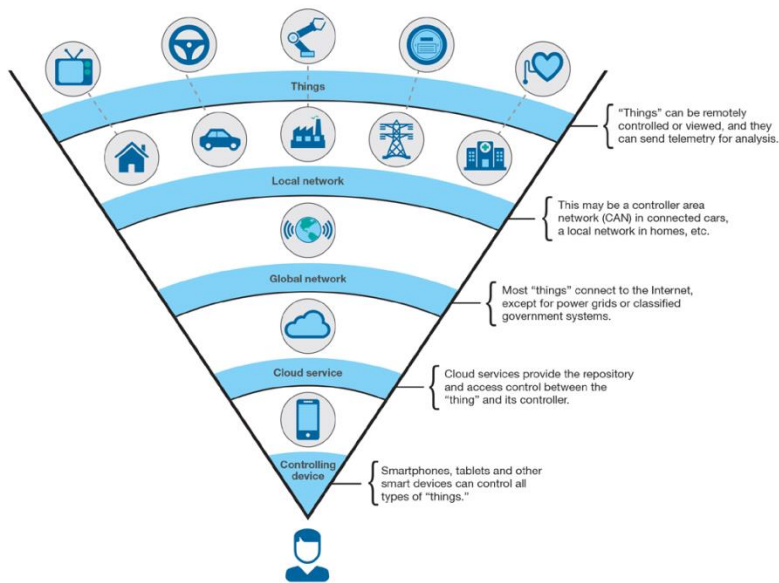 Things
"Things" can be remotely
controlled or viewed, and they
can send telemetry for analysis.
Local network
This may be a controller area
network (CAN) in connected cars,
a local network in homes, etc.
Global network
Most "things" connect to the Internet,
except for power grids or classified
government systems.
Cloud service
Cloud services provide the repository
and access control between the
"thing" and its controller.
Controlling
device
Smartphones, tablets and other
smart devices can control all
types of "things."